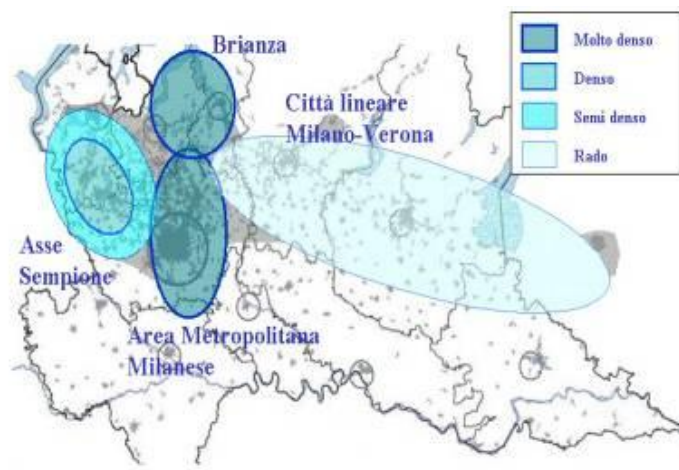 Brianza
Città lineare
Milano-Verona
Asse
Sempione
Area Metropolitana
Milanese
Molto denso
Denso
Semi denso
Rado